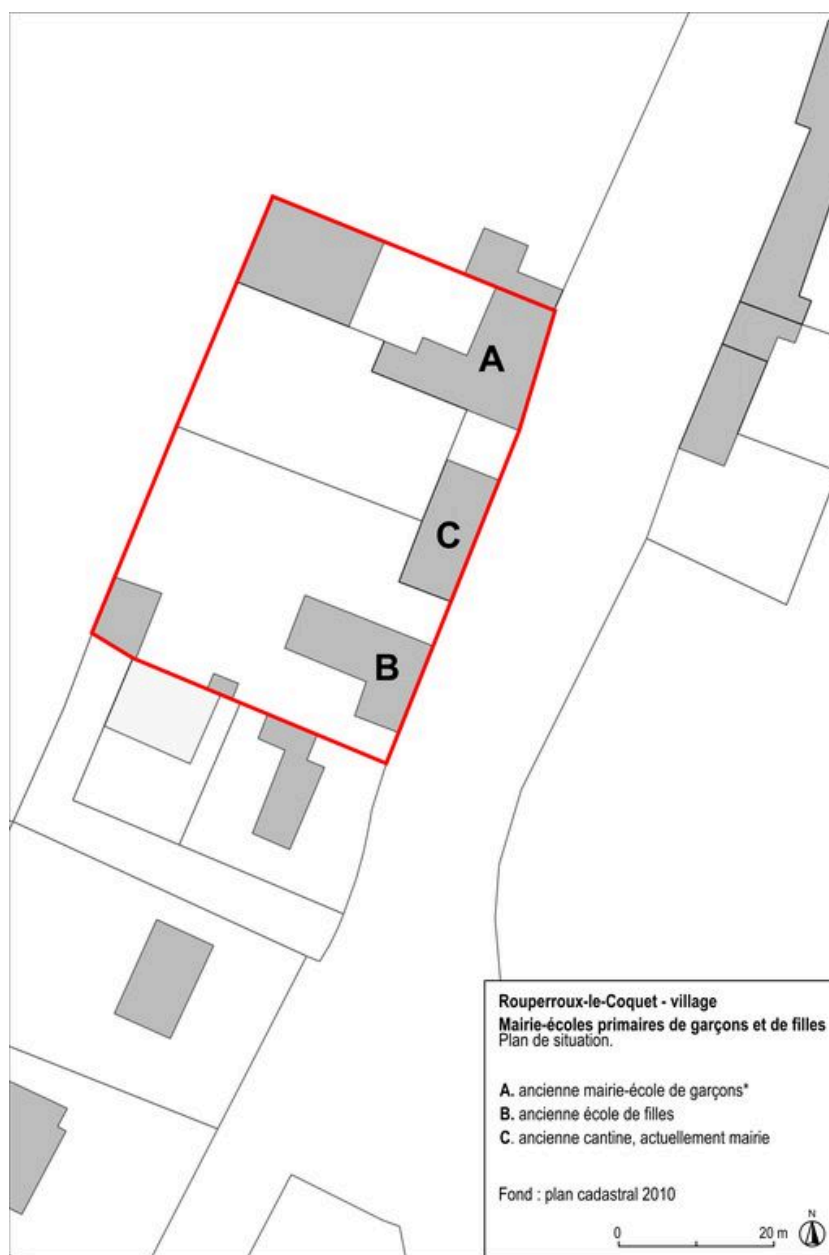 A
C
B
Rouperroux-le-Coquet - village
Mairie-écoles primaires de garçons et de filles
Plan de situation.
A. ancienne mairie-école de garçons*
B. ancienne école de filles
C. ancienne cantine, actuellement mairie
Fond : plan cadastral 2010
N
0 20 m